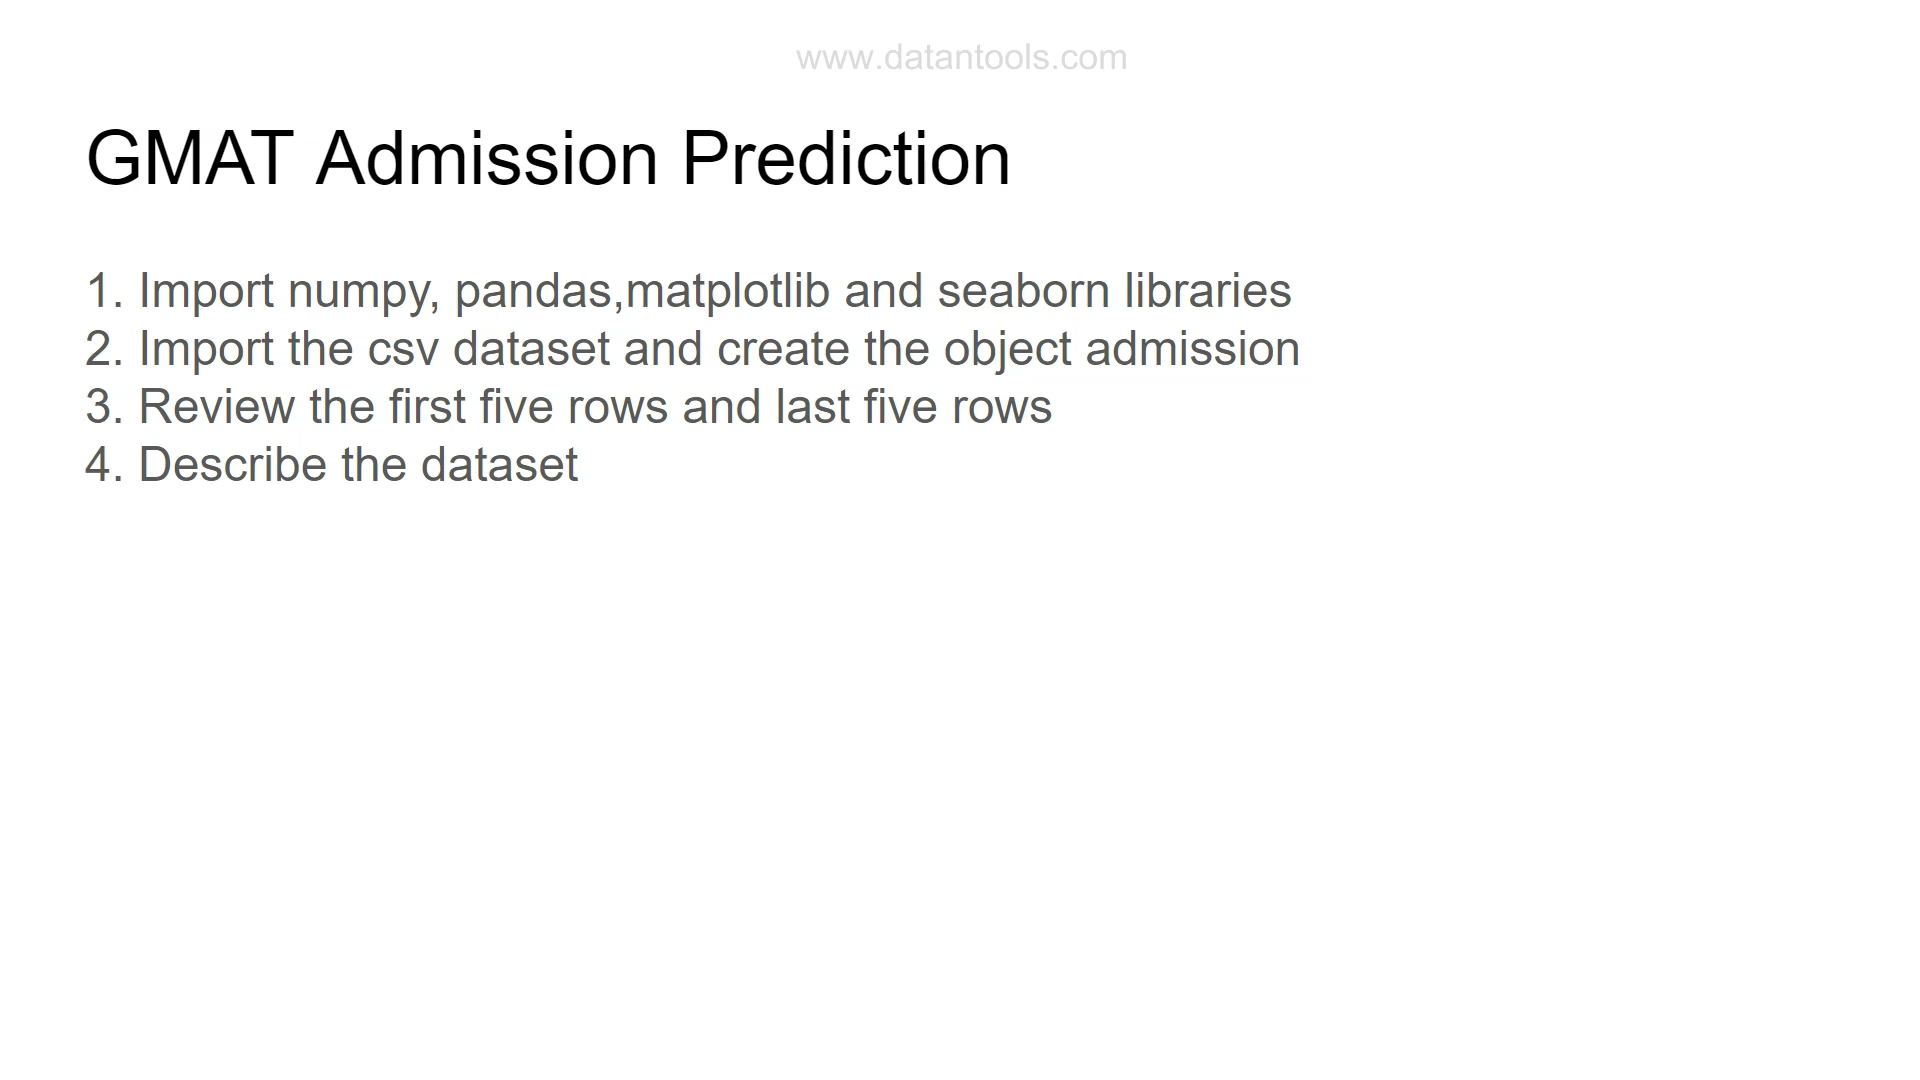 www.datantools.com
GMAT Admission Prediction
1. Import numpy, pandas,matplotlib and seaborn libraries
2. Import the csv dataset and create the object admission
3. Review the first five rows and last five rows
4. Describe the dataset